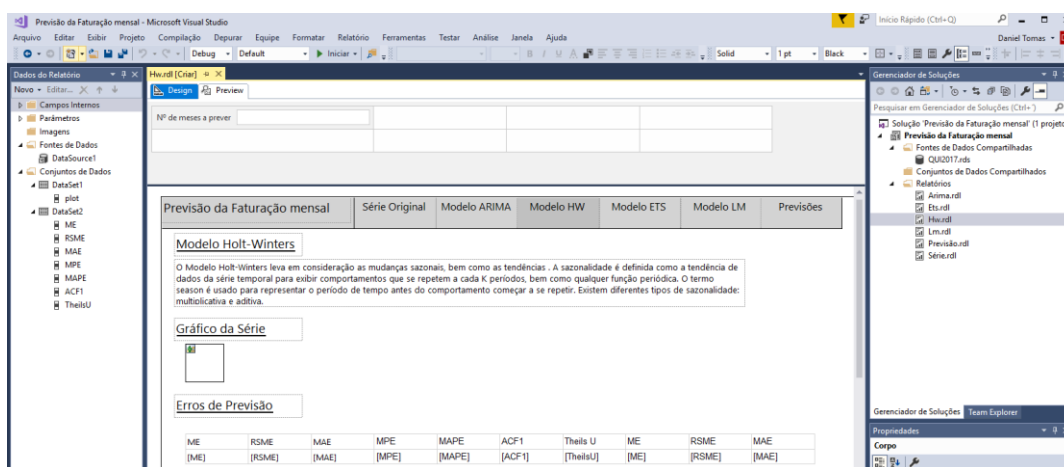 Previsão da Faturação mensal - Microsoft Visual Studio
Início Rápido (Ctrl+Q)
Arquivo Editar Exibir Projeto Compilação Depurar Equipe Formatar Relatório Ferramentas Testar Análise Janela Ajuda
Daniel Tomas
Debug Default Iniciar B I U A Solid 1 pt Black
Dados do Relatório
Novo Editar...
Campos Internos
Parámetros
Imagens
Fontes de Dados
DataSource1
Conjuntos de Dados
DataSet1
plot
DataSet2
ME
RSME
MAE
MPE
MAPE
ACF1
TheilsU
Hw.rdl [Criar]
Design Preview
Nº de meses a prever
Previsão da Faturação mensal Série Original Modelo ARIMA Modelo HW Modelo ETS Modelo LM Previsões
Modelo Holt-Winters
O Modelo Holt-Winters leva em consideração as mudanças sazonais, bem como as tendências . A sazonalidade é definida como a tendência de
dados da série temporal para exibir comportamentos que se repetem a cada K períodos, bem como qualquer função periódica. O termo
season é usado para representar o período de tempo antes do comportamento começar a se repetir. Existem diferentes tipos de sazonalidade:
multiplicativa e aditiva.
Gráfico da Série
Erros de Previsão
ME RSME MAE MPE MAPE ACF1 Theils U ME RSME MAE
[ME] [RSME] [MAE] [MPE] [MAPE] [ACF1] [TheilsU] [ME] [RSME] [MAE]
Gerenciador de Soluções
Pesquisar em Gerenciador de Soluções (Ctrl+')
Solução 'Previsão da Faturação mensal' (1 projeto
Previsão da Faturação mensal
Fontes de Dados Compartilhadas
QUI2017.rds
Conjuntos de Dados Compartilhados
Relatórios
Arima.rdl
Ets.rdl
Hw.rdl
Lm.rdl
Previsão.rdl
Série.rdl
Gerenciador de Soluções Team Explorer
Propriedades
Corpo